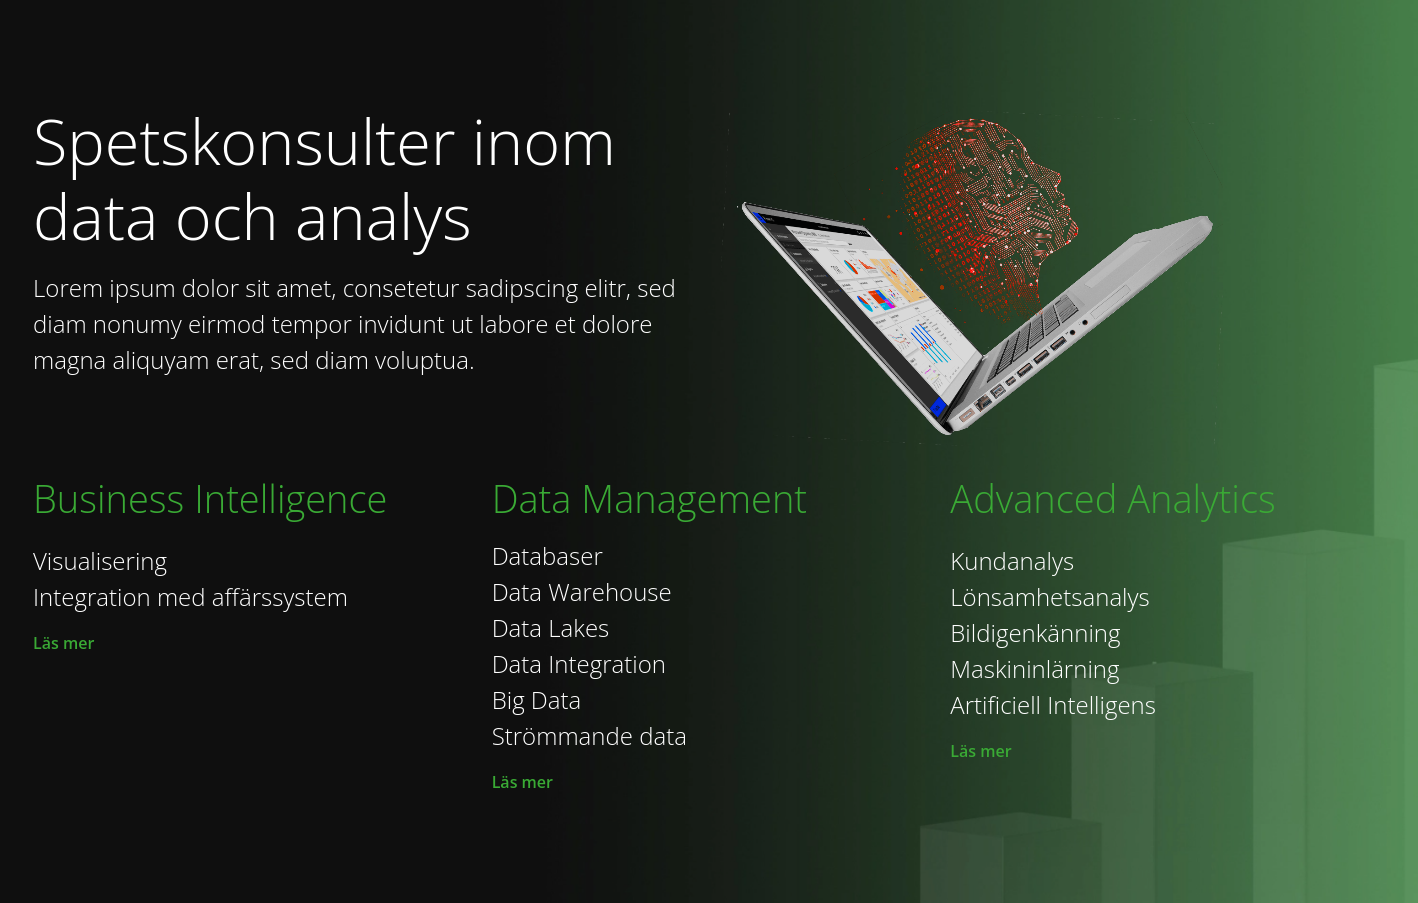 Spetskonsulter inom
data och analys
Lorem ipsum dolor sit amet, consetetur sadipscing elitr, sed
diam nonumy eirmod tempor invidunt ut labore et dolore
magna aliquyam erat, sed diam voluptua.
Business Intelligence
Visualisering
Integration med affärssystem
Läs mer
Data Management
Databaser
Data Warehouse
Data Lakes
Data Integration
Big Data
Strömmande data
Läs mer
Advanced Analytics
Kundanalys
Lönsamhetsanalys
Bildigenkänning
Maskininlärning
Artificiell Intelligens
Läs mer